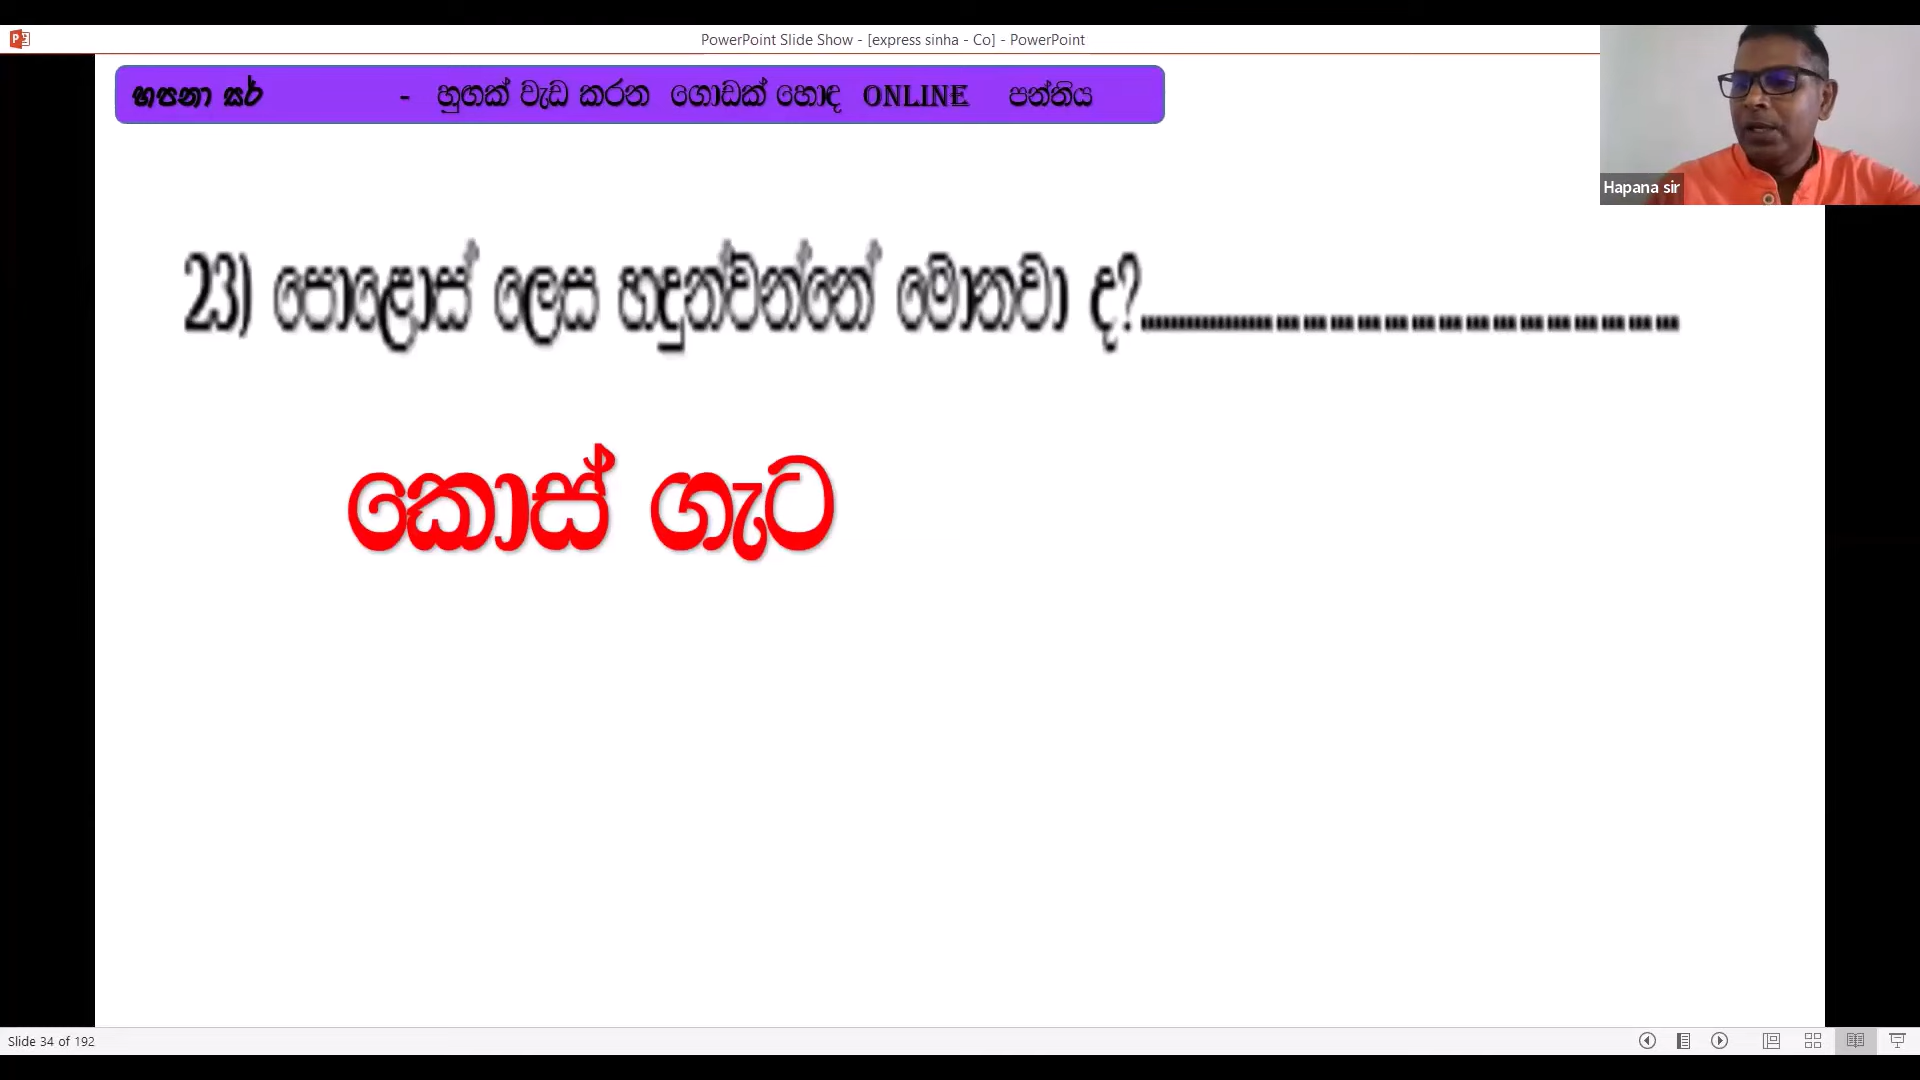 PowerPoint Slide Show - [express sinha - Co] - PowerPoint
හපනා සර් - හුඟක් වැඩ කරන ගොඩක් හොඳ ONLINE පන්තිය
Hapana sir
23) පොළොස් ලෙස හඳුන්වන්නේ මොනවා ද?................................................
කොස් ගැට
Slide 34 of 192